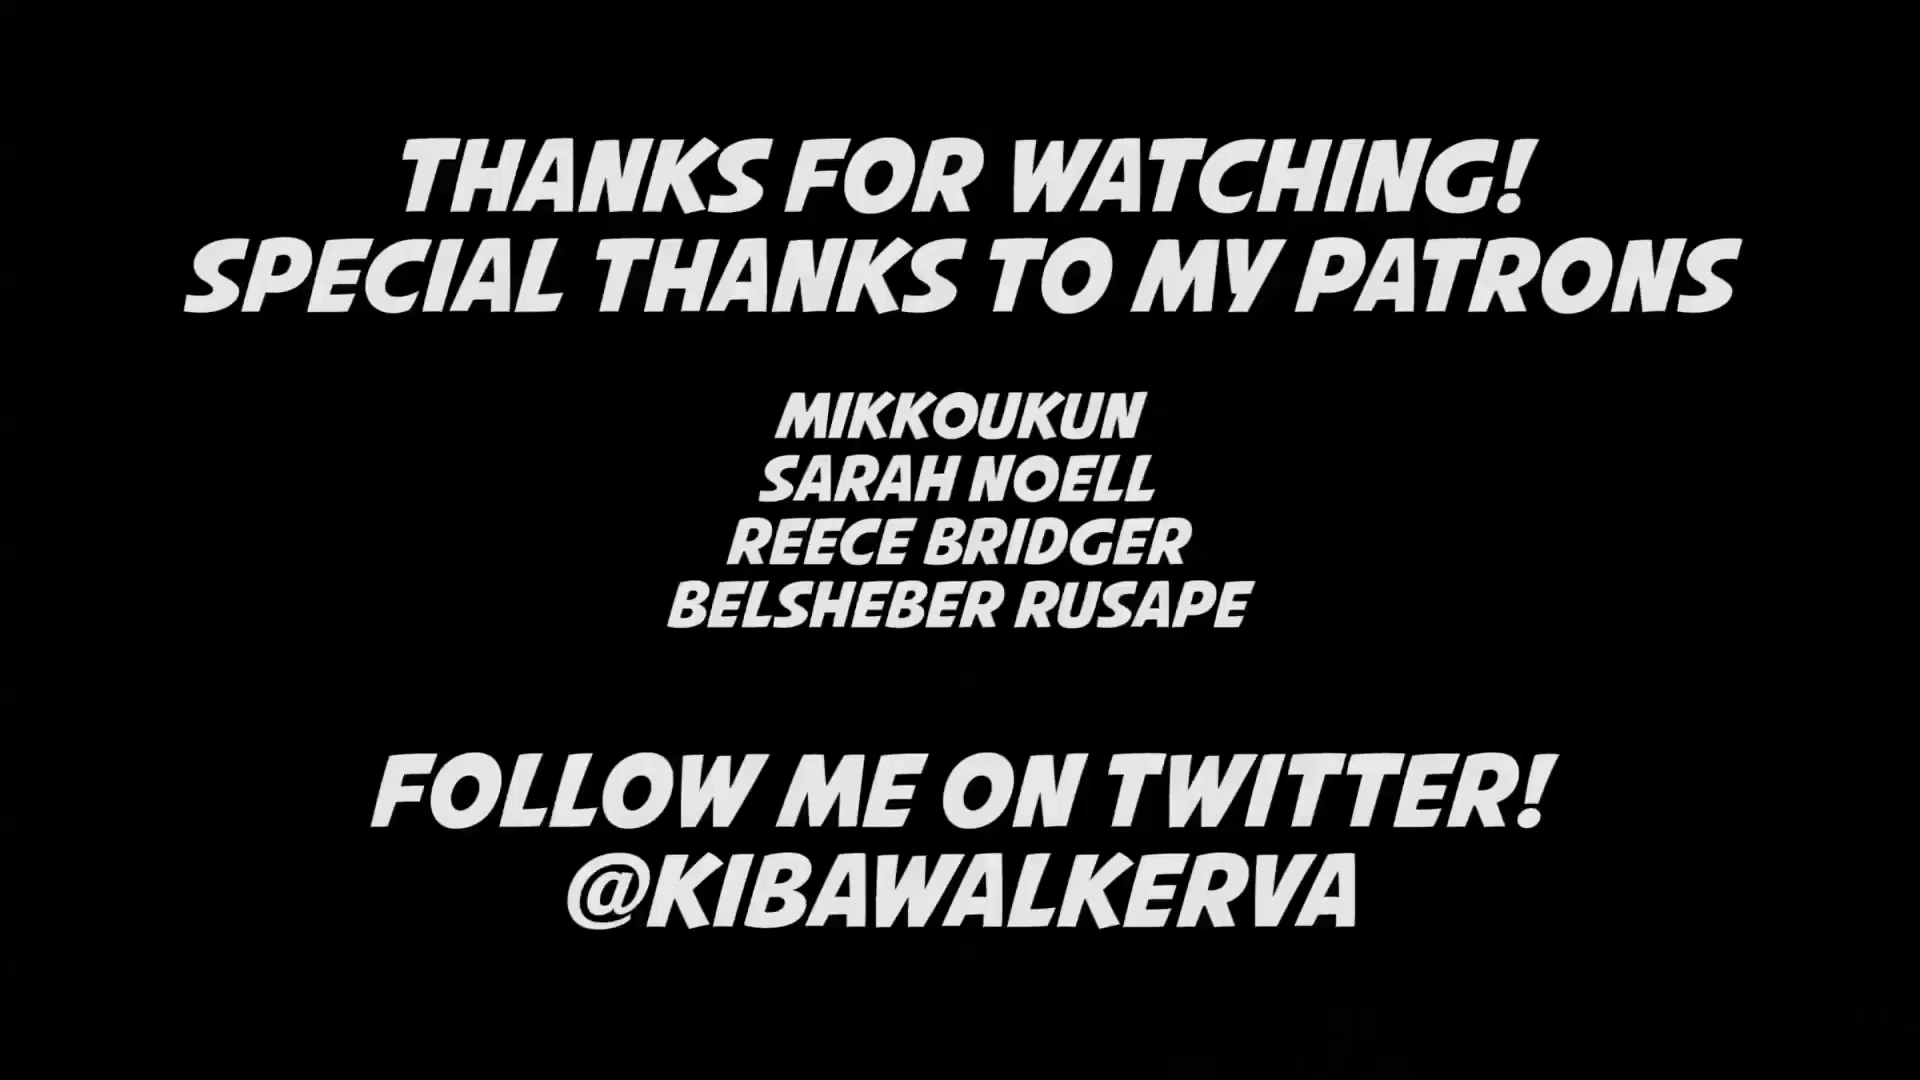 THANKS FOR WATCHING!
SPECIAL THANKS TO MY PATRONS
MIKKOUKUN
SARAH NOELL
REECE BRIDGER
BELSHEBER RUSAPE
FOLLOW ME ON TWITTER!
@KIBAWALKERVA